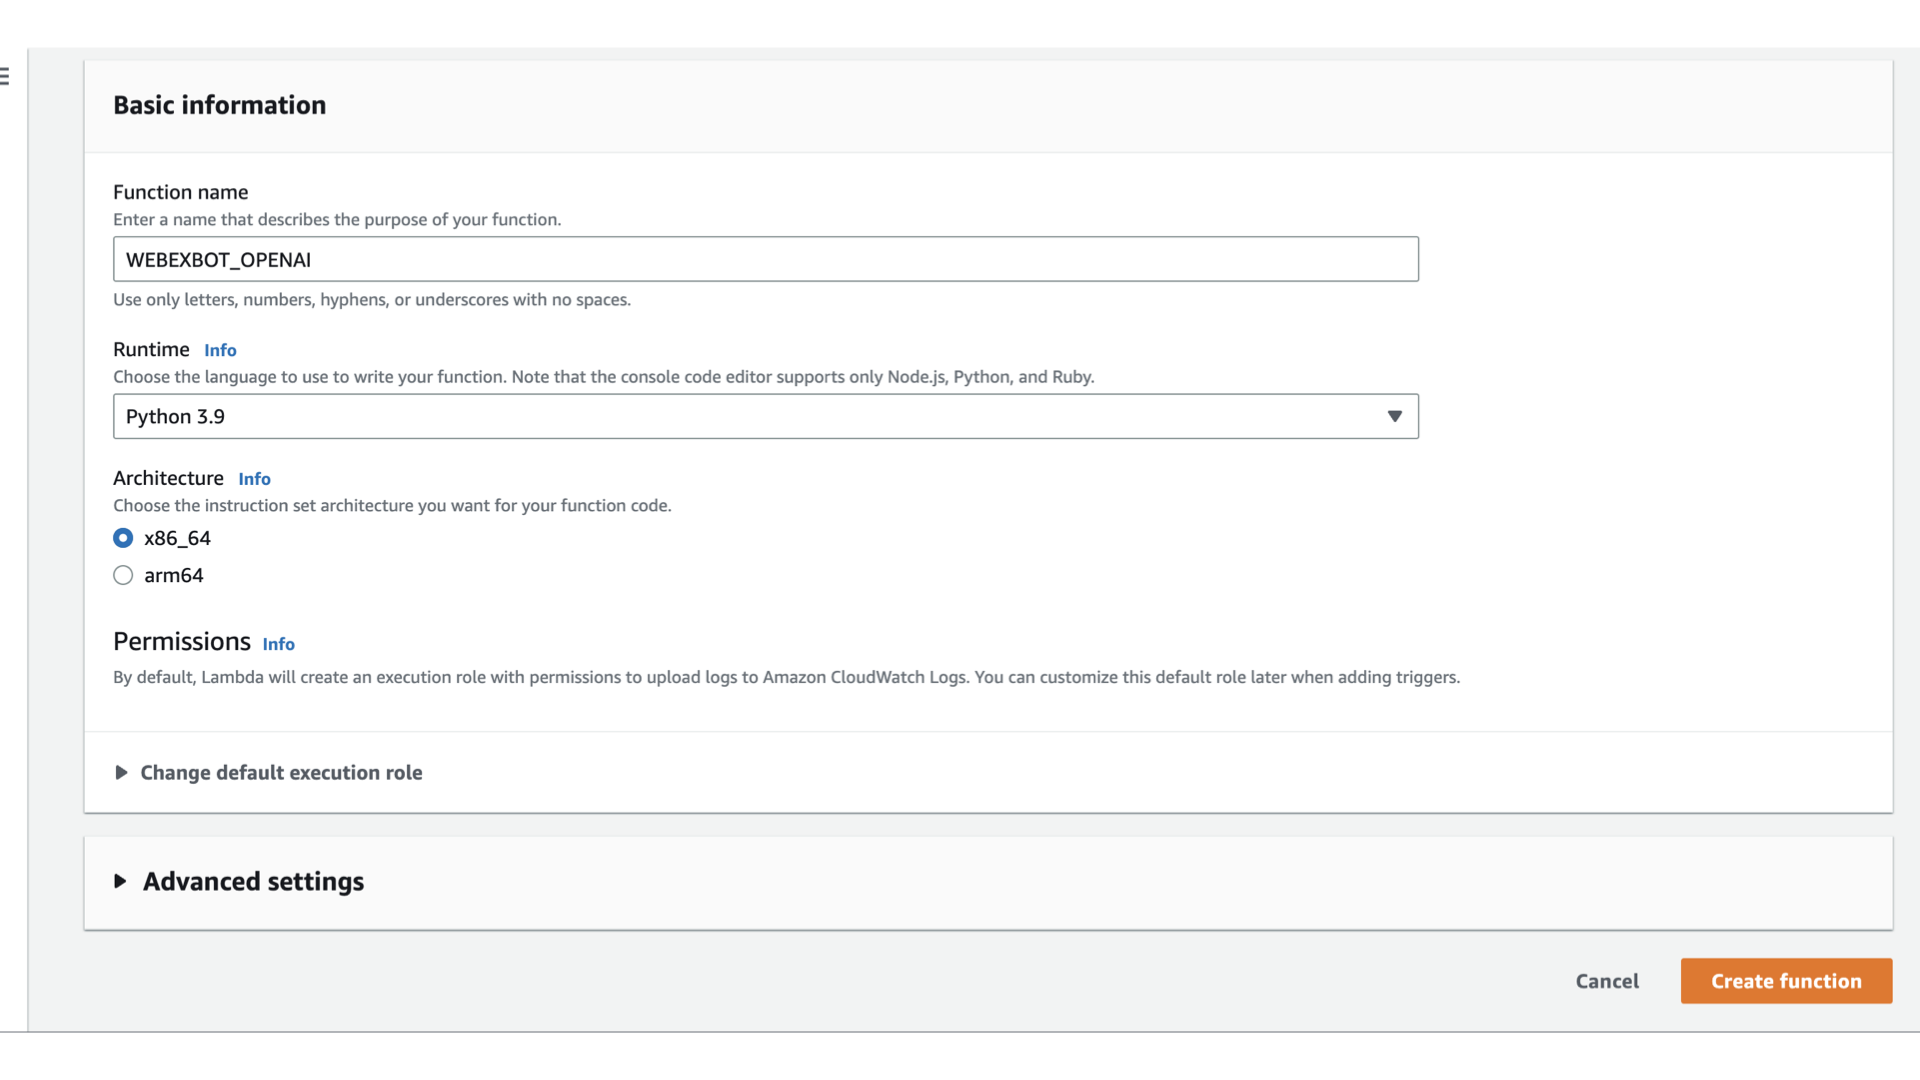 Basic information
Function name
Enter a name that describes the purpose of your function.
WEBEXBOT_OPENAI
Use only letters, numbers, hyphens, or underscores with no spaces.
Runtime Info
Choose the language to use to write your function. Note that the console code editor supports only Node.js, Python, and Ruby.
Python 3.9
Architecture Info
Choose the instruction set architecture you want for your function code.
x86_64
arm64
Permissions Info
By default, Lambda will create an execution role with permissions to upload logs to Amazon CloudWatch Logs. You can customize this default role later when adding triggers.
Change default execution role
Advanced settings
Cancel Create function